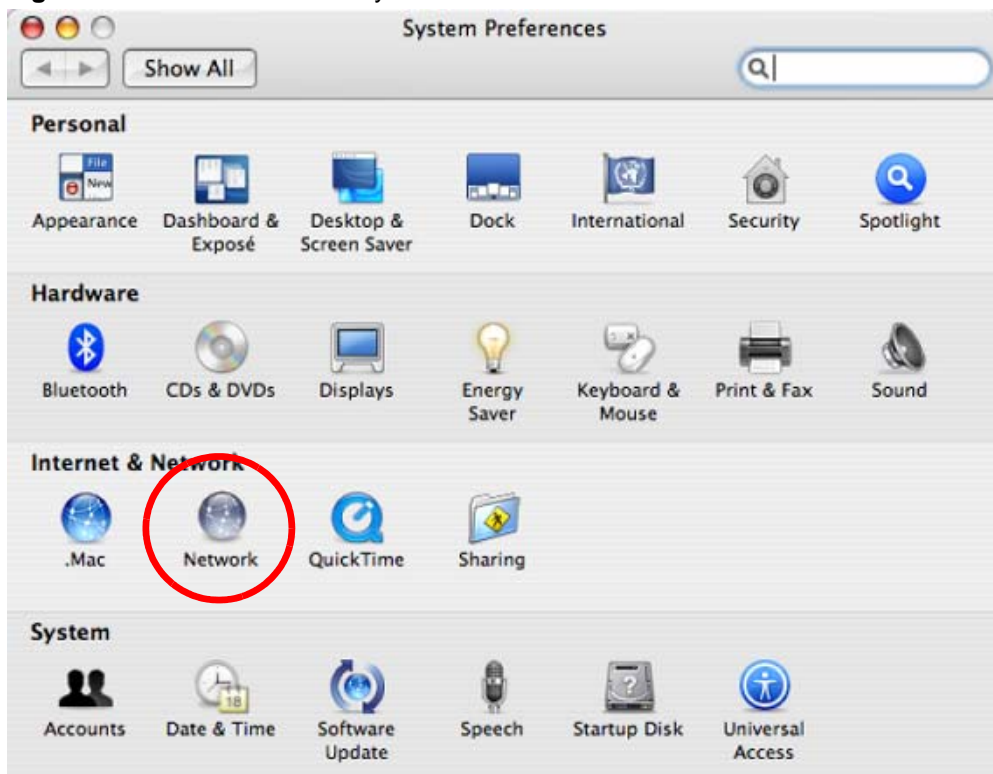 System Preferences
Show All
Personal
File
New
Appearance
Dashboard &
Exposé
Desktop &
Screen Saver
Dock
International
Security
Spotlight
Hardware
Bluetooth
CDs & DVDs
Displays
Energy
Saver
Keyboard &
Mouse
Print & Fax
Sound
Internet & Network
.Mac
Network
QuickTime
Sharing
System
18
Accounts
Date & Time
Software
Update
Speech
Startup Disk
Universal
Access